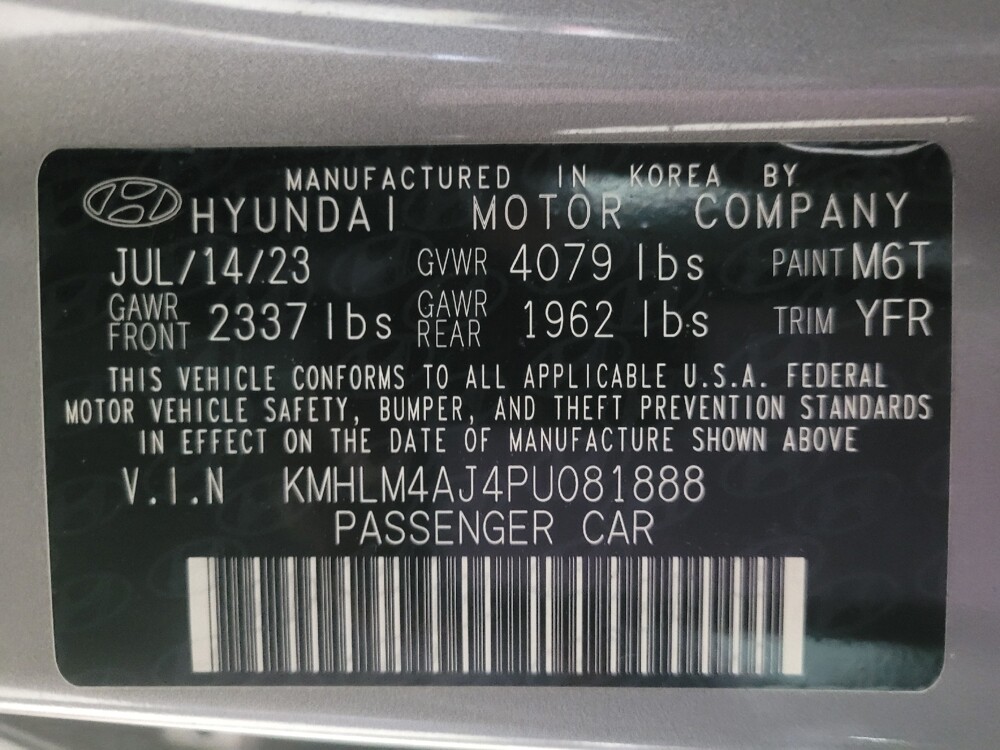 MANUFACTURED IN KOREA BY
HYUNDAI MOTOR COMPANY
JUL/14/23 GVWR 4079 lbs PAINT M6T
GAWR FRONT 2337 lbs GAWR REAR 1962 lbs TRIM YFR
THIS VEHICLE CONFORMS TO ALL APPLICABLE U.S.A. FEDERAL
MOTOR VEHICLE SAFETY, BUMPER, AND THEFT PREVENTION STANDARDS
IN EFFECT ON THE DATE OF MANUFACTURE SHOWN ABOVE
V.I.N KMHLM4AJ4PU081888
PASSENGER CAR